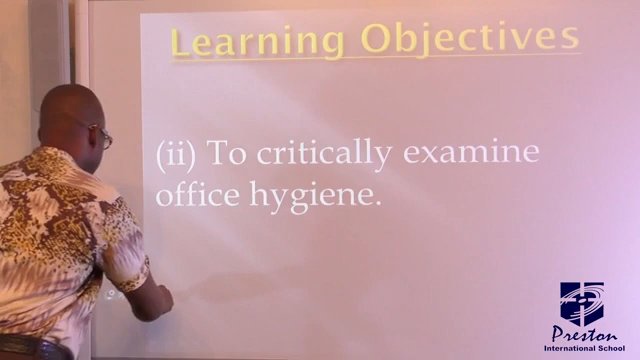 Learning Objectives
(ii) To critically examine
office hygiene.
Preston
International School